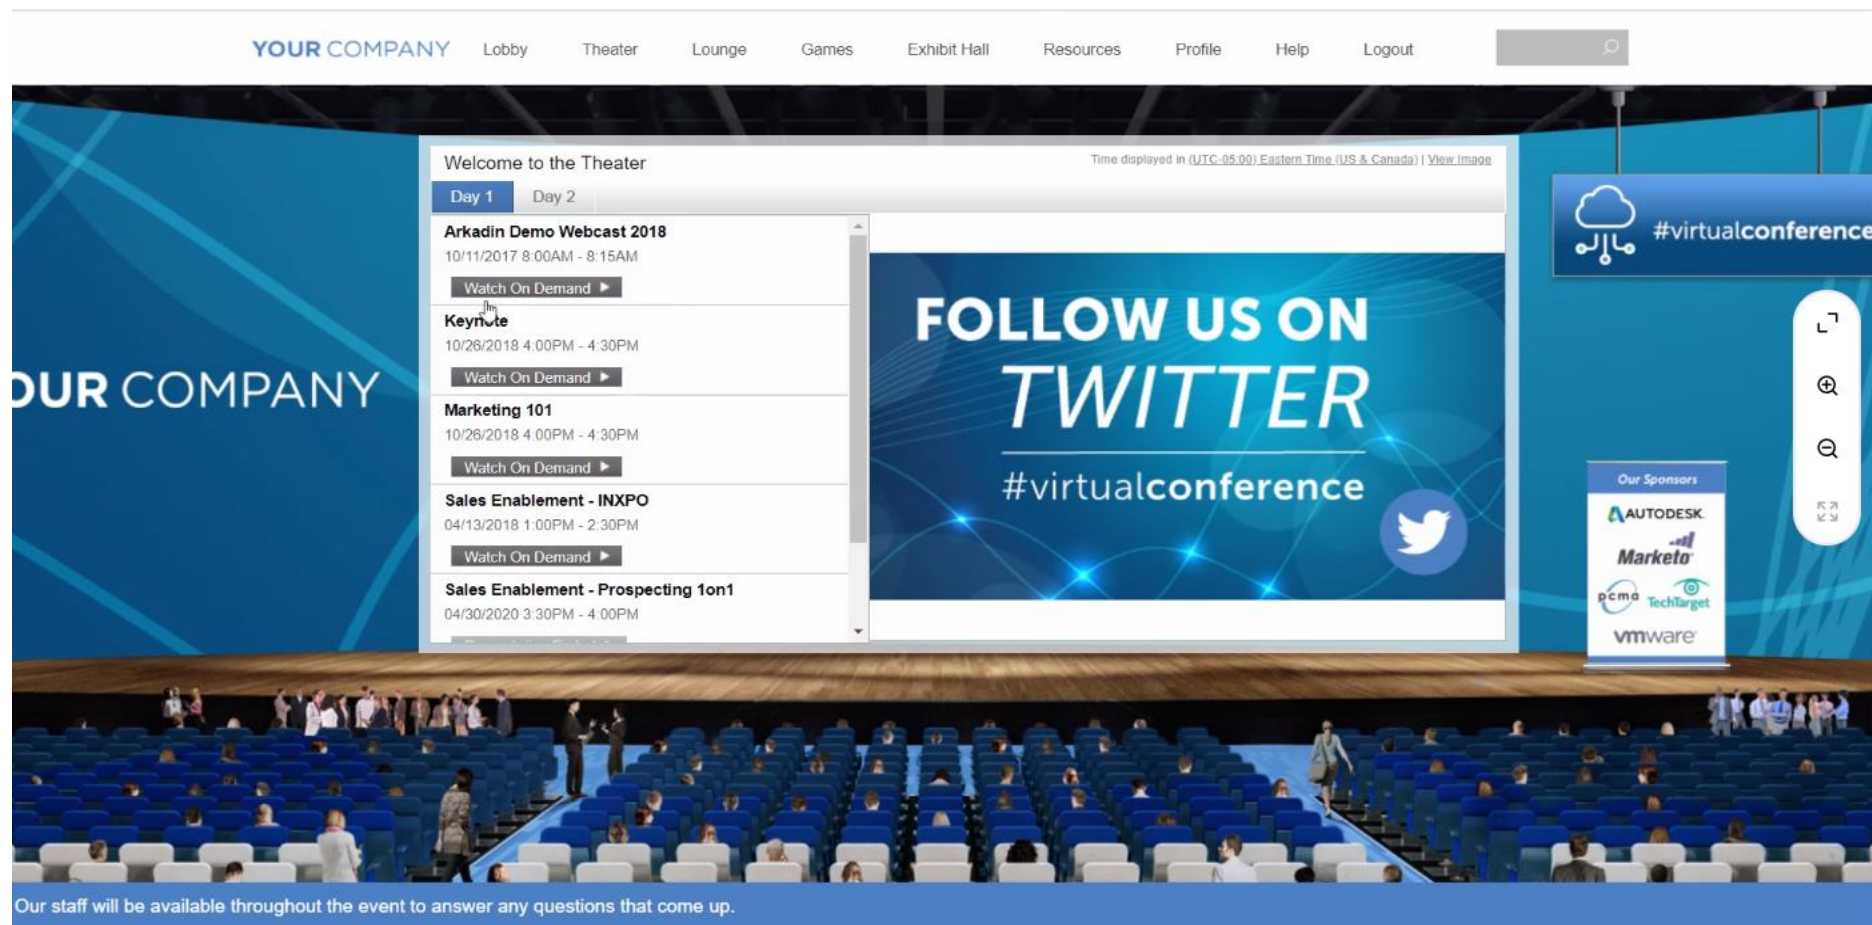 YOUR COMPANY Lobby Theater Lounge Games Exhibit Hall Resources Profile Help Logout
Welcome to the Theater
Time displayed in (UTC-05:00) Eastern Time (US & Canada) | View Image
Day 1 Day 2
Arkadin Demo Webcast 2018
10/11/2017 8:00AM - 8:15AM
Watch On Demand
Keynote
10/26/2018 4:00PM - 4:30PM
Watch On Demand
Marketing 101
10/26/2018 4:00PM - 4:30PM
Watch On Demand
Sales Enablement - INXPO
04/13/2018 1:00PM - 2:30PM
Watch On Demand
Sales Enablement - Prospecting 1on1
04/30/2020 3:30PM - 4:00PM
FOLLOW US ON
TWITTER
#virtualconference
OUR COMPANY
#virtualconference
Our Sponsors
AUTODESK
Marketo
pcma TechTarget
vmware
Our staff will be available throughout the event to answer any questions that come up.